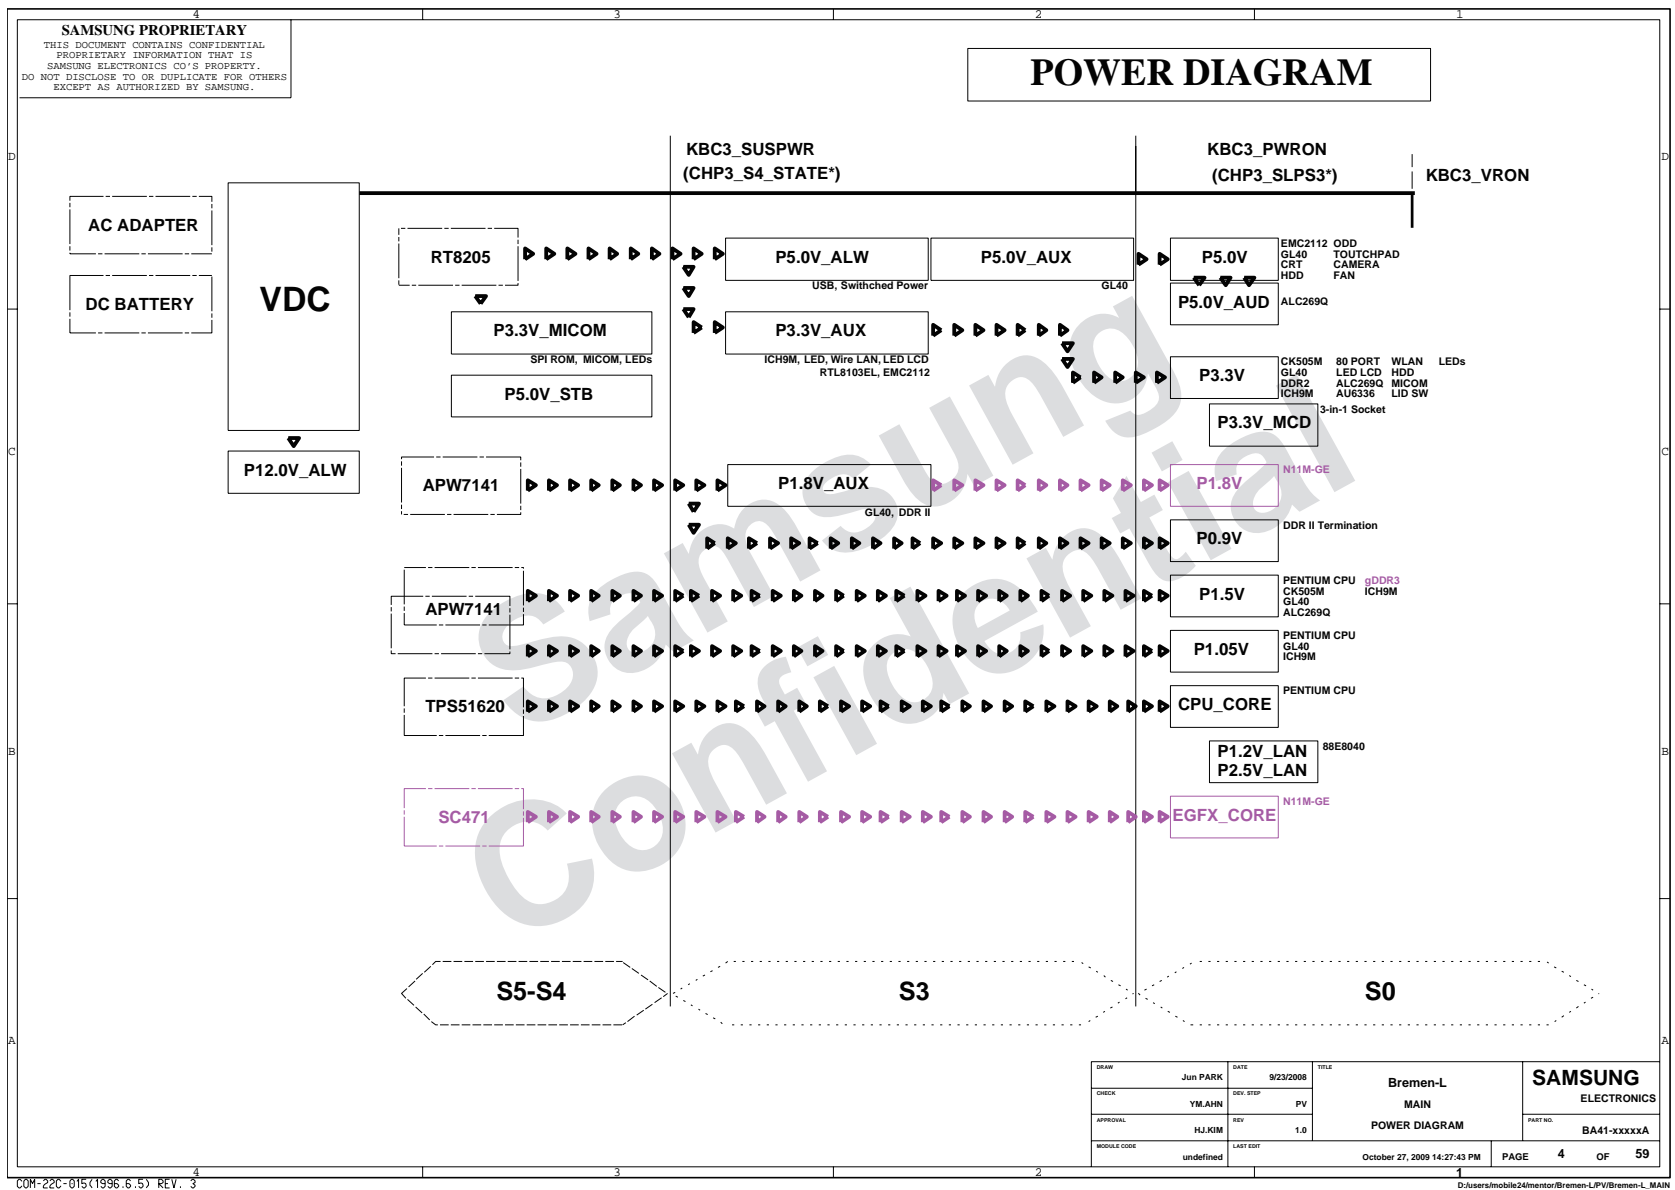 4 3 2 1
SAMSUNG PROPRIETARY
THIS DOCUMENT CONTAINS CONFIDENTIAL
PROPRIETARY INFORMATION THAT IS
SAMSUNG ELECTRONICS CO'S PROPERTY.
DO NOT DISCLOSE TO OR DUPLICATE FOR OTHERS
EXCEPT AS AUTHORIZED BY SAMSUNG.
POWER DIAGRAM
KBC3_SUSPWR
(CHP3_S4_STATE*)
KBC3_PWRON
(CHP3_SLPS3*)
KBC3_VRON
D D
AC ADAPTER
DC BATTERY
VDC
P12.0V_ALW
RT8205
P3.3V_MICOM
SPI ROM, MICOM, LEDs
P5.0V_STB
P5.0V_ALW
USB, Swithched Power
P5.0V_AUX
GL40
P5.0V
EMC2112 ODD
GL40 TOUTCHPAD
CRT CAMERA
HDD FAN
P5.0V_AUD
ALC269Q
P3.3V_AUX
ICH9M, LED, Wire LAN, LED LCD
RTL8103EL, EMC2112
P3.3V
CK505M 80 PORT WLAN LEDs
GL40 LED LCD HDD
DDR2 ALC269Q MICOM
ICH9M AU6336 LID SW
P3.3V_MCD
3-in-1 Socket
C C
APW7141
P1.8V_AUX
GL40, DDR II
P1.8V
N11M-GE
P0.9V
DDR II Termination
APW7141
P1.5V
PENTIUM CPU gDDR3
CK505M ICH9M
GL40
ALC269Q
P1.05V
PENTIUM CPU
GL40
ICH9M
TPS51620
CPU_CORE
PENTIUM CPU
P1.2V_LAN
P2.5V_LAN
88E8040
B B
SC471
EGFX_CORE
N11M-GE
Samsung
Confidential
S5-S4
S3
S0
A A
DRAW
Jun PARK
DATE
9/23/2008
TITLE
Bremen-L
MAIN
POWER DIAGRAM
SAMSUNG
ELECTRONICS
CHECK
YM.AHN
DEV. STEP
PV
APPROVAL
HJ.KIM
REV
1.0
PART NO.
BA41-xxxxxA
MODULE CODE
undefined
LAST EDIT
October 27, 2009 14:27:43 PM
PAGE 4 OF 59
4 3 2 1
COM-22C-015(1996.6.5) REV. 3
D:/users/mobile24/mentor/Bremen-L/PV/Bremen-L_MAIN